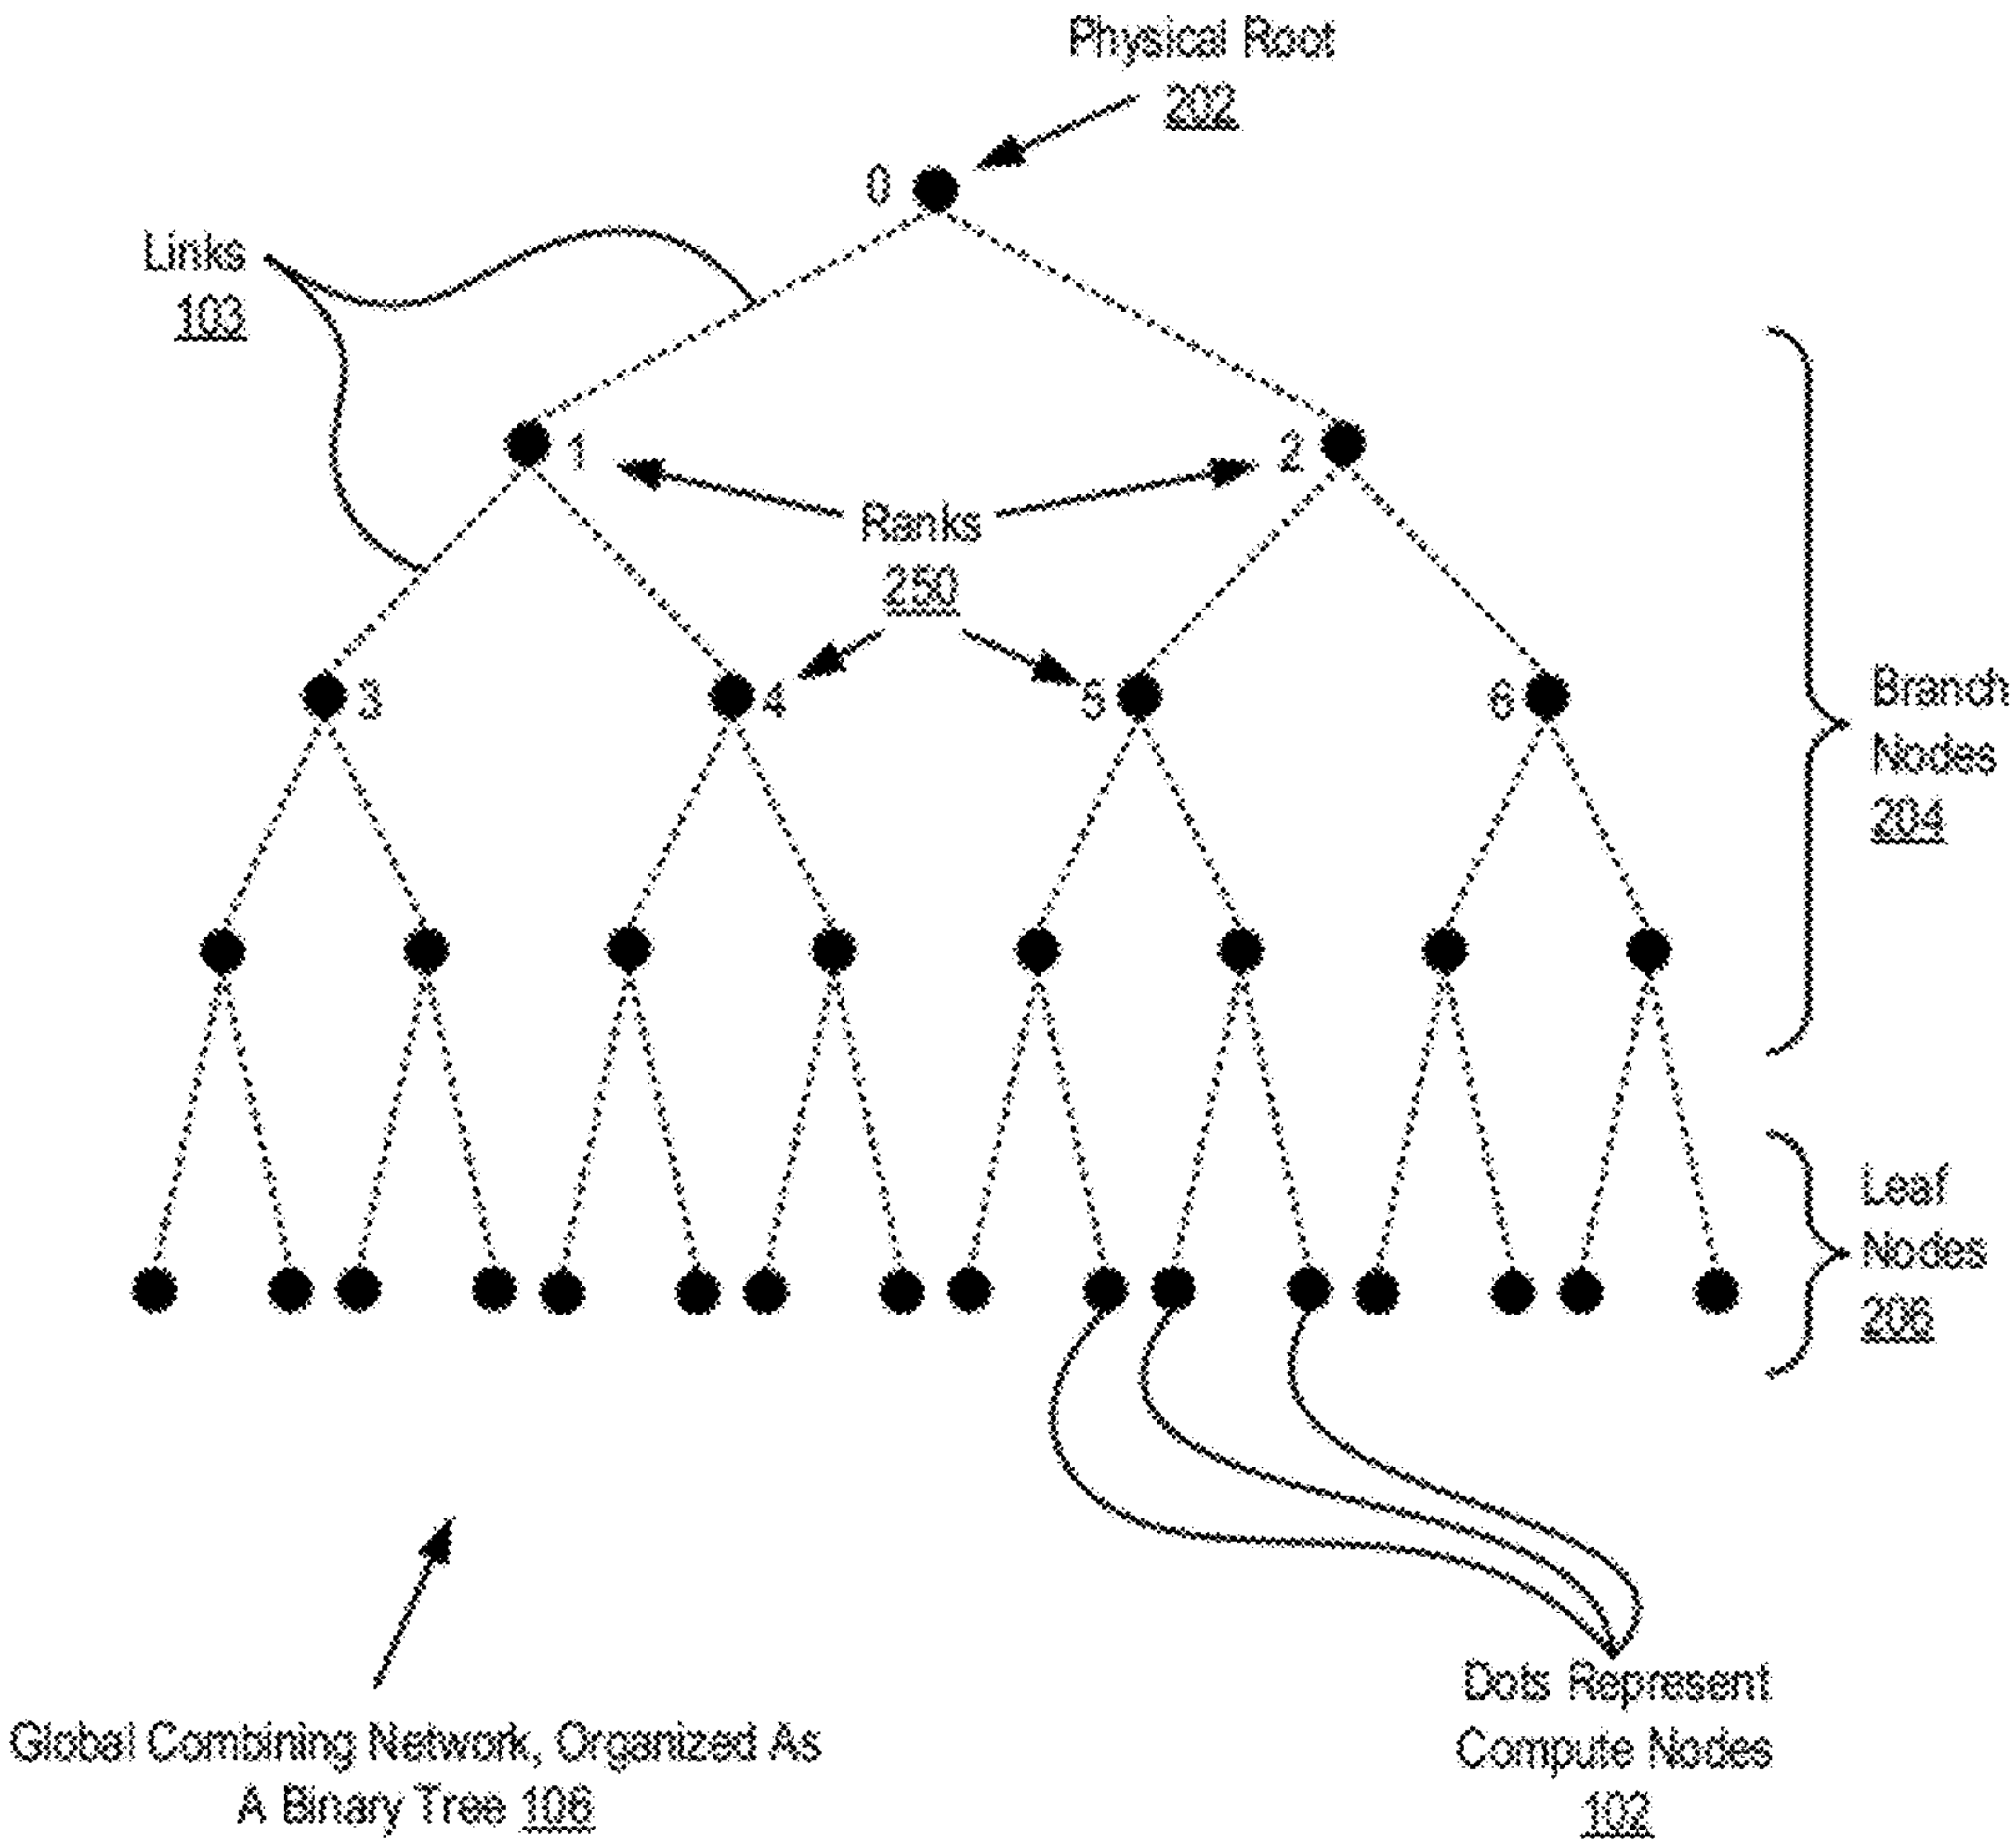 Physical Root
202
0
Links
103
1
2
Ranks
250
3
4
5
6
Branch
Nodes
204
Leaf
Nodes
206
Dots Represent
Compute Nodes
102
Global Combining Network, Organized As
A Binary Tree 106